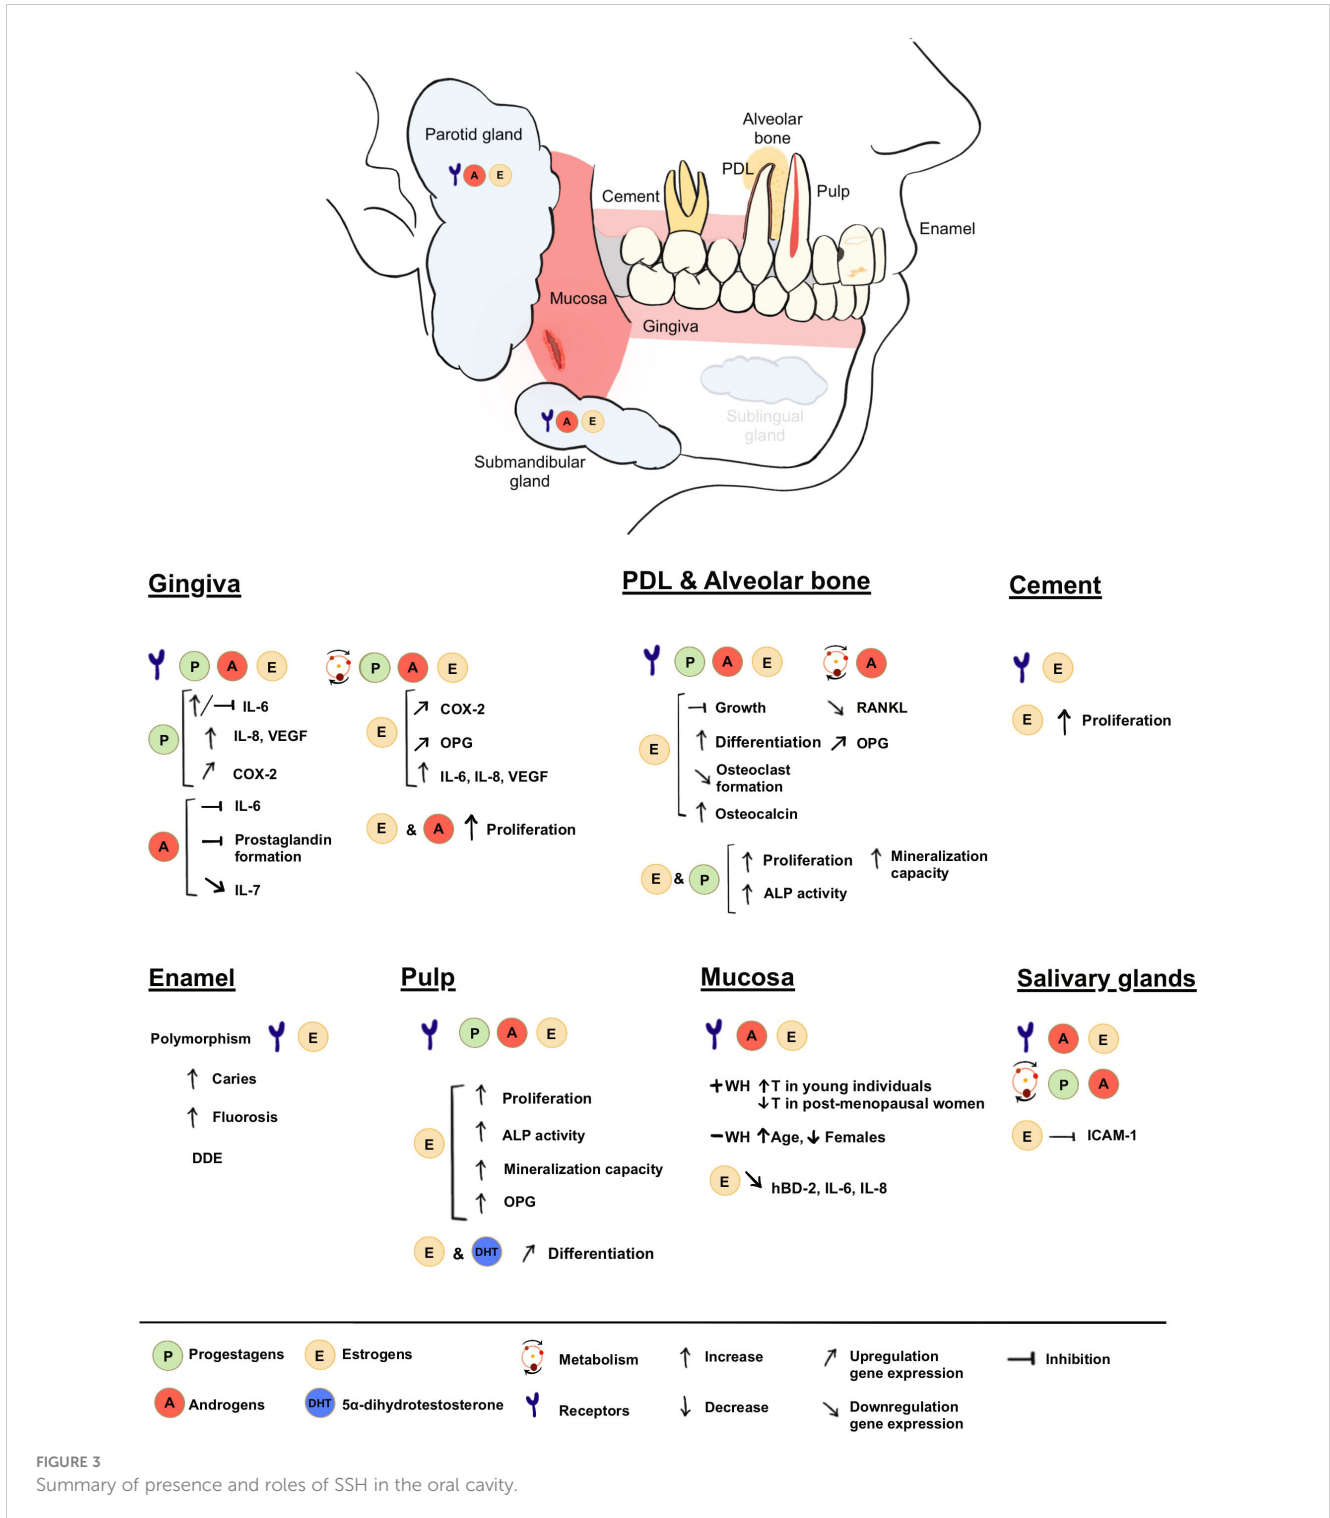 Parotid gland
A E
Alveolar
bone
PDL
Cement
Pulp
Enamel
Mucosa
Gingiva
A E
Sublingual
gland
Submandibular
gland
Gingiva
P A E
P A E
P
↑/⊣ IL-6
↑ IL-8, VEGF
↗ COX-2
A
⊣ IL-6
⊣ Prostaglandin
formation
↘ IL-7
E
↗ COX-2
↗ OPG
↑ IL-6, IL-8, VEGF
E & A ↑ Proliferation
PDL & Alveolar bone
P A E
A
E
⊣ Growth
↑ Differentiation
↘ Osteoclast
formation
↑ Osteocalcin
↘ RANKL
↗ OPG
E & P
↑ Proliferation
↑ ALP activity
↑ Mineralization
capacity
Cement
E
E ↑ Proliferation
Enamel
Polymorphism E
↑ Caries
↑ Fluorosis
DDE
Pulp
P A E
E
↑ Proliferation
↑ ALP activity
↑ Mineralization capacity
↑ OPG
E & DHT ↗ Differentiation
Mucosa
A E
+WH ↑T in young individuals
↓T in post-menopausal women
−WH ↑Age, ↓ Females
E ↘ hBD-2, IL-6, IL-8
Salivary glands
A E
P A
E ⊣ ICAM-1
P Progestagens
A Androgens
E Estrogens
DHT 5α-dihydrotestosterone
Metabolism
Receptors
↑ Increase
↓ Decrease
↗ Upregulation
gene expression
↘ Downregulation
gene expression
⊣ Inhibition
FIGURE 3
Summary of presence and roles of SSH in the oral cavity.